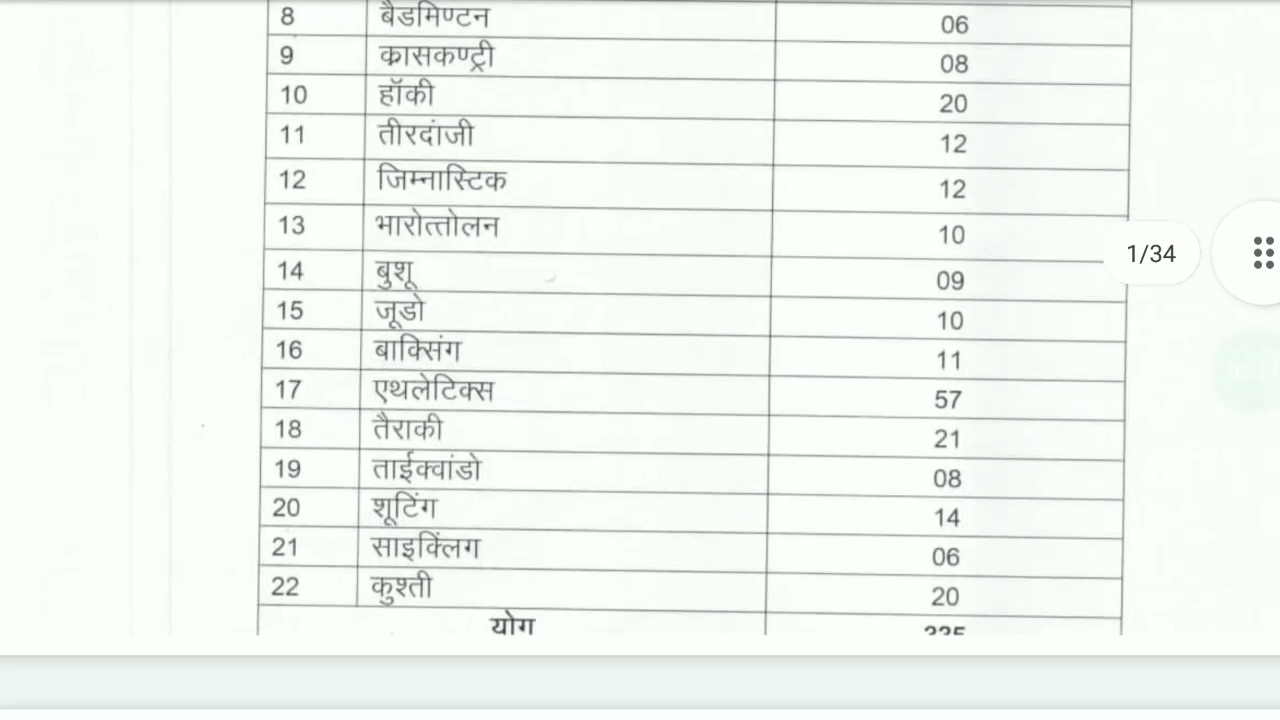 8 बैडमिण्टन 06
9 क्रासकण्ट्री 08
10 हॉकी 20
11 तीरदांजी 12
12 जिम्नास्टिक 12
13 भारोत्तोलन 10
1/34
14 बुशू 09
15 जूडो 10
16 बाक्सिंग 11
17 एथलेटिक्स 57
18 तैराकी 21
19 ताईक्वांडो 08
20 शूटिंग 14
21 साइक्लिंग 06
22 कुश्ती 20
योग